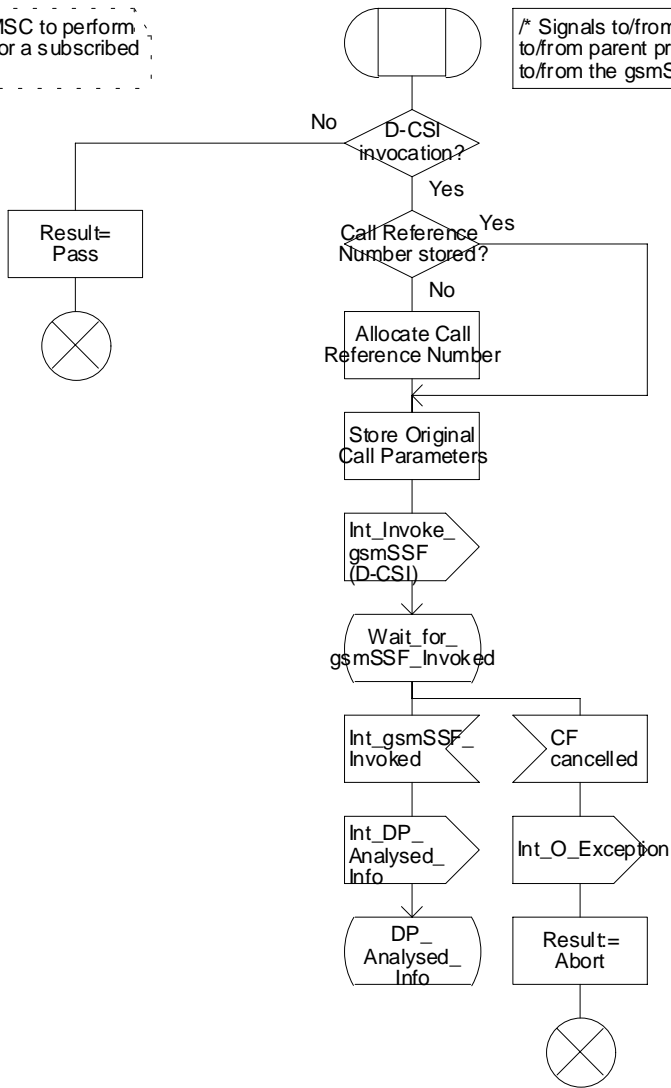 MSC to perform
or a subscribed
/* Signals to/from
to/from parent pr
to/from the gsmS
No
D-CSI
invocation?
Yes
Result=
Pass
Call Reference
Number stored?
Yes
No
Allocate Call
Reference Number
Store Original
Call Parameters
Int_Invoke_
gsmSSF
(D-CSI)
Wait_for_
gsmSSF_Invoked
Int_gsmSSF_
Invoked
CF
cancelled
Int_DP_
Analysed_
Info
Int_O_Exception
DP_
Analysed_
Info
Result:=
Abort